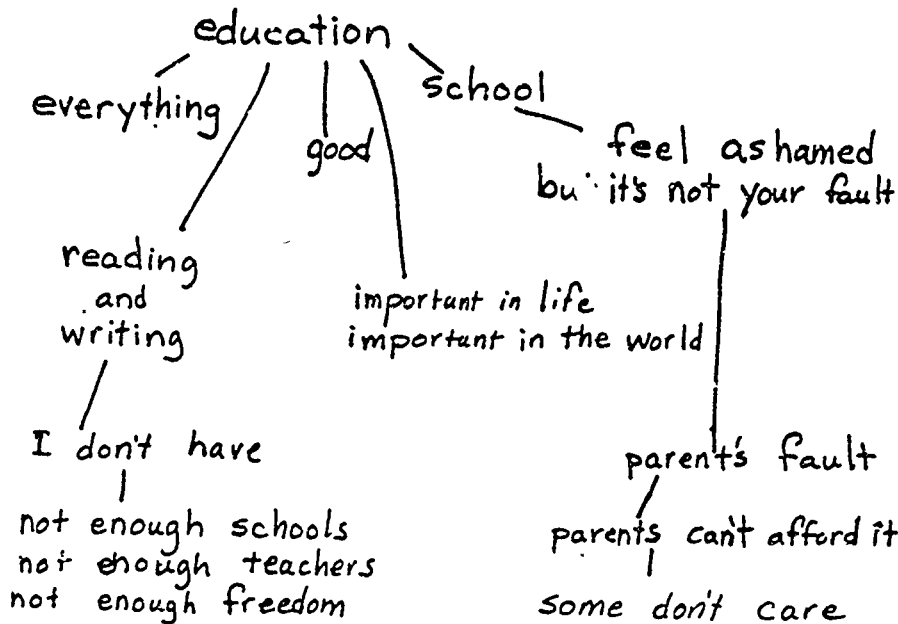 education
everything
school
good
feel ashamed
bu it's not your fault
reading
and
writing
important in life
important in the world
I don't have
parent's fault
not enough schools
not enough teachers
not enough freedom
parents can't afford it
some don't care